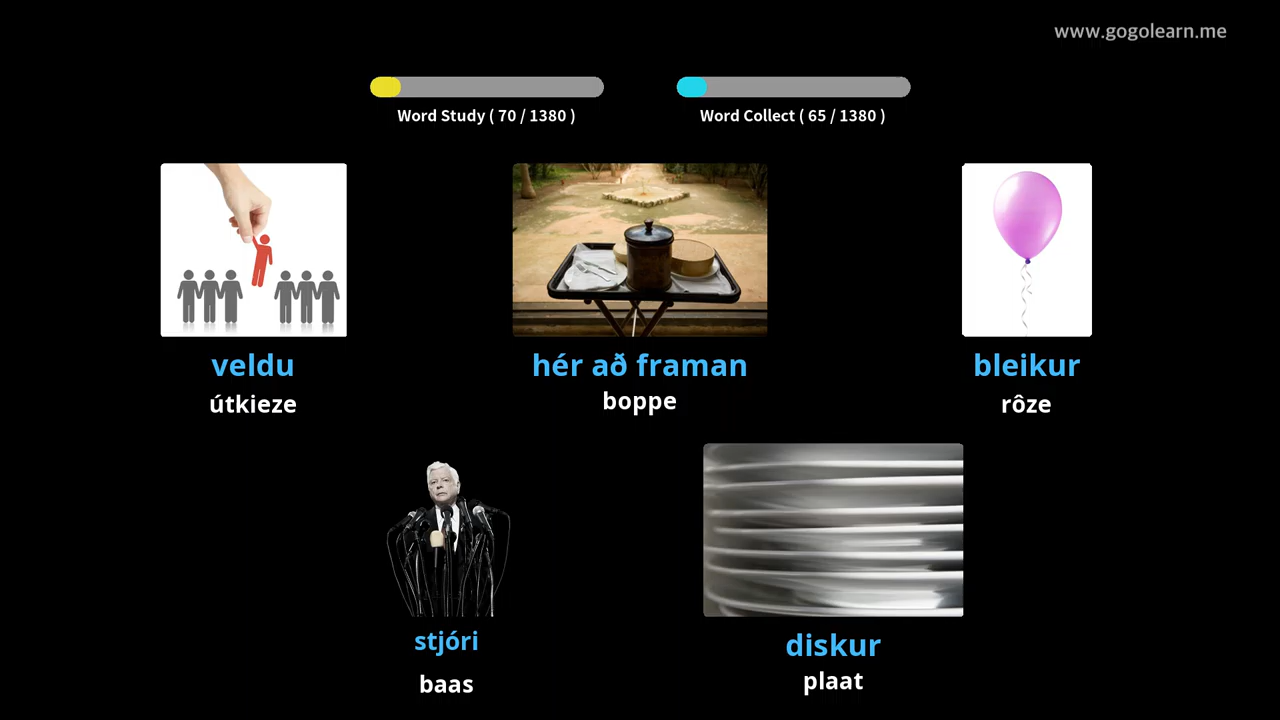 www.gogolearn.me
Word Study ( 70 / 1380 )
Word Collect ( 65 / 1380 )
veldu
útkieze
hér að framan
boppe
bleikur
rôze
stjóri
baas
diskur
plaat